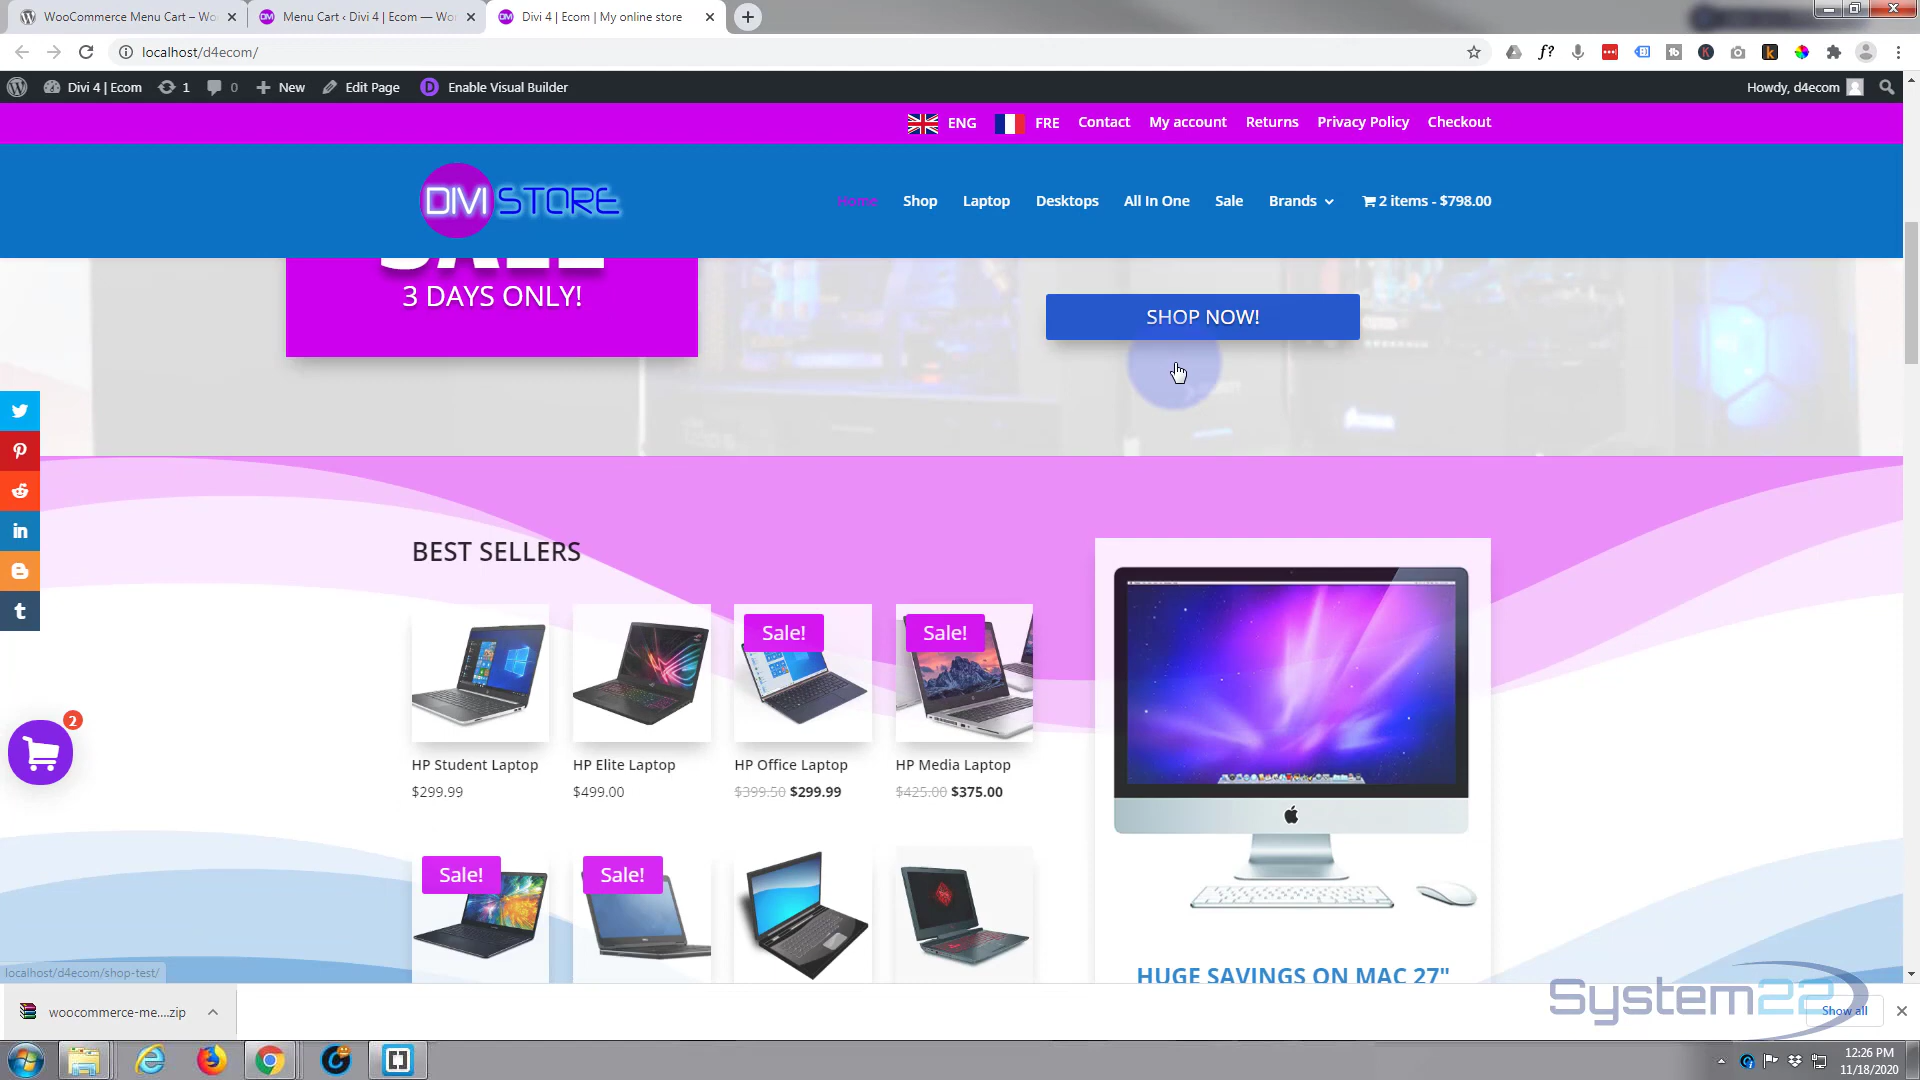 WooCommerce Menu Cart – Wo
Menu Cart ‹ Divi 4 | Ecom — Wor
Divi 4 | Ecom | My online store
localhost/d4ecom/
Divi 4 | Ecom
1
0
New
Edit Page
Enable Visual Builder
Howdy, d4ecom
ENG
FRE
Contact
My account
Returns
Privacy Policy
Checkout
DIVI STORE
Home
Shop
Laptop
Desktops
All In One
Sale
Brands
2 items - $798.00
SALE
3 DAYS ONLY!
SHOP NOW!
BEST SELLERS
Sale!
Sale!
2
HP Student Laptop
HP Elite Laptop
HP Office Laptop
HP Media Laptop
$299.99
$499.00
$399.50 $299.99
$425.00 $375.00
Sale!
Sale!
HUGE SAVINGS ON MAC 27"
localhost/d4ecom/shop-test/
woocommerce-me....zip
System22
Show all
12:26 PM
11/18/2020